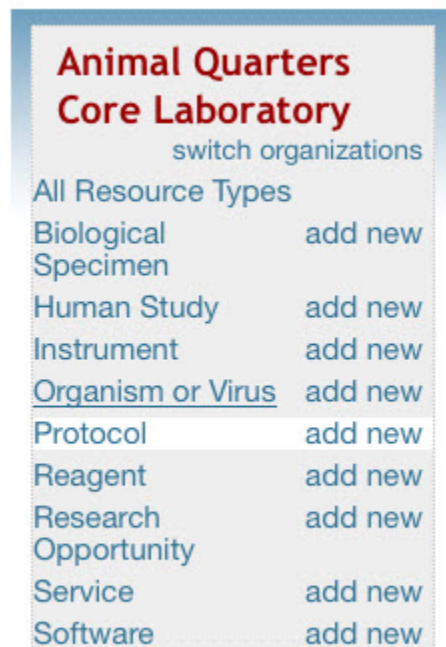 Animal Quarters
Core Laboratory
switch organizations
All Resource Types
Biological add new
Specimen
Human Study add new
Instrument add new
Organism or Virus add new
Protocol add new
Reagent add new
Research add new
Opportunity
Service add new
Software add new